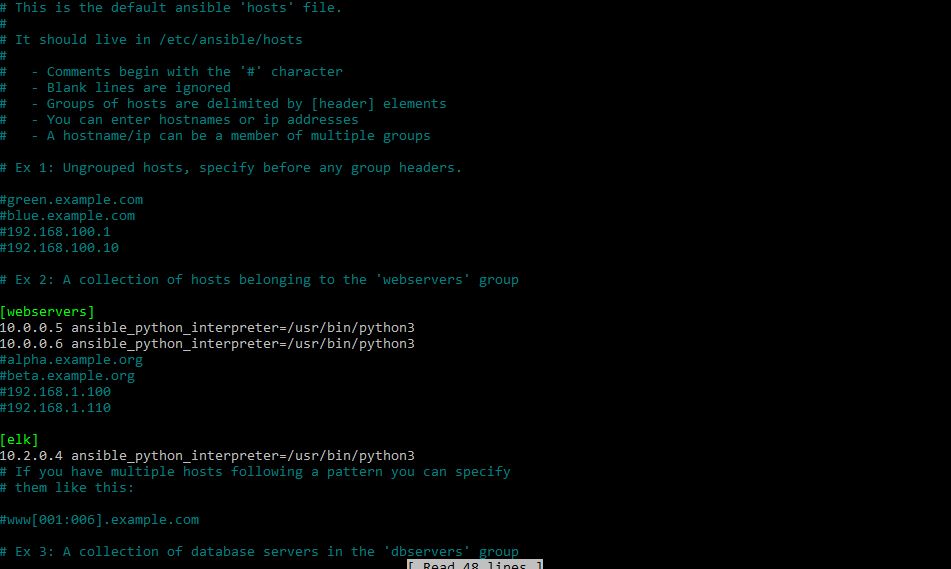 # This is the default ansible 'hosts' file.
#
# It should live in /etc/ansible/hosts
#
#   - Comments begin with the '#' character
#   - Blank lines are ignored
#   - Groups of hosts are delimited by [header] elements
#   - You can enter hostnames or ip addresses
#   - A hostname/ip can be a member of multiple groups
# Ex 1: Ungrouped hosts, specify before any group headers.
#green.example.com
#blue.example.com
#192.168.100.1
#192.168.100.10
# Ex 2: A collection of hosts belonging to the 'webservers' group
[webservers]
10.0.0.5 ansible_python_interpreter=/usr/bin/python3
10.0.0.6 ansible_python_interpreter=/usr/bin/python3
#alpha.example.org
#beta.example.org
#192.168.1.100
#192.168.1.110
[elk]
10.2.0.4 ansible_python_interpreter=/usr/bin/python3
# If you have multiple hosts following a pattern you can specify
# them like this:
#www[001:006].example.com
# Ex 3: A collection of database servers in the 'dbservers' group
[ Read 48 lines ]